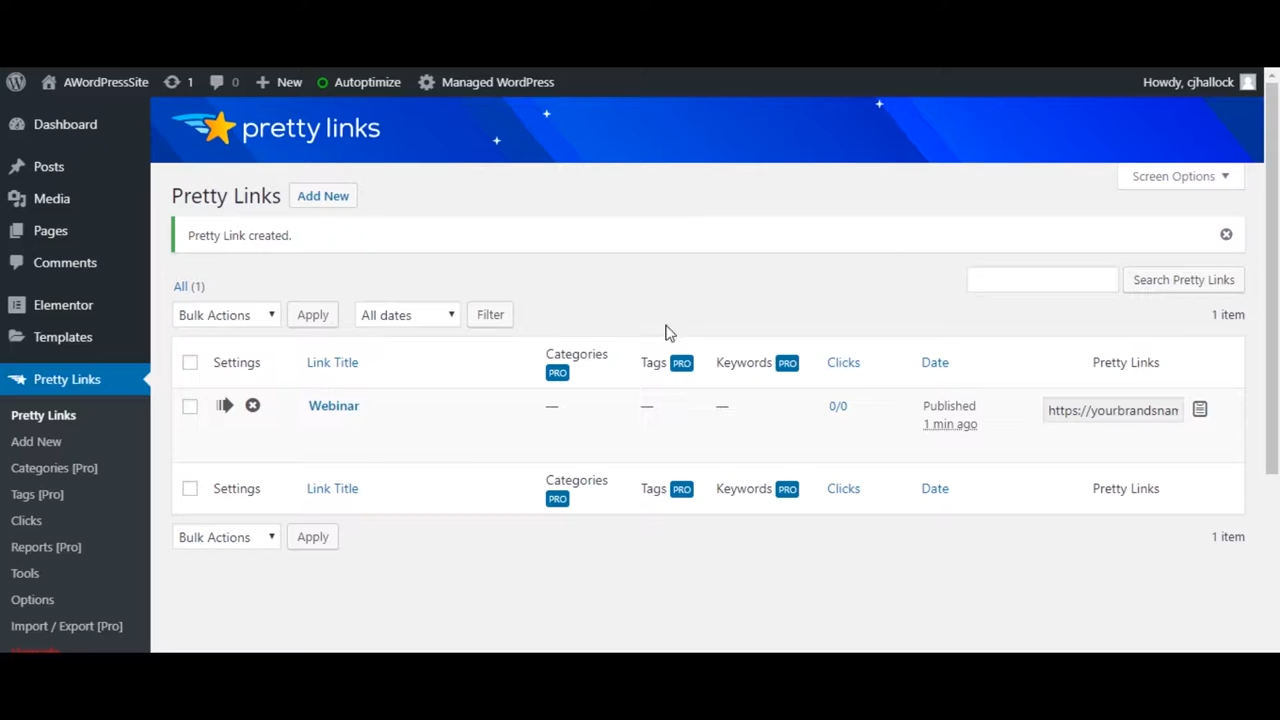 AWordPressSite 1 0 New Autoptimize Managed WordPress Howdy, cjhallock
Dashboard
Posts
Media
Pages
Comments
Elementor
Templates
Pretty Links
Pretty Links
Add New
Categories [Pro]
Tags [Pro]
Clicks
Reports [Pro]
Tools
Options
Import / Export [Pro]
pretty links
Screen Options
Pretty Links Add New
Pretty Link created.
All (1)
Search Pretty Links
Bulk Actions Apply All dates Filter 1 item
Settings Link Title Categories PRO Tags PRO Keywords PRO Clicks Date Pretty Links
Webinar — — — 0/0 Published https://yourbrandsnam
1 min ago
Settings Link Title Categories PRO Tags PRO Keywords PRO Clicks Date Pretty Links
Bulk Actions Apply 1 item